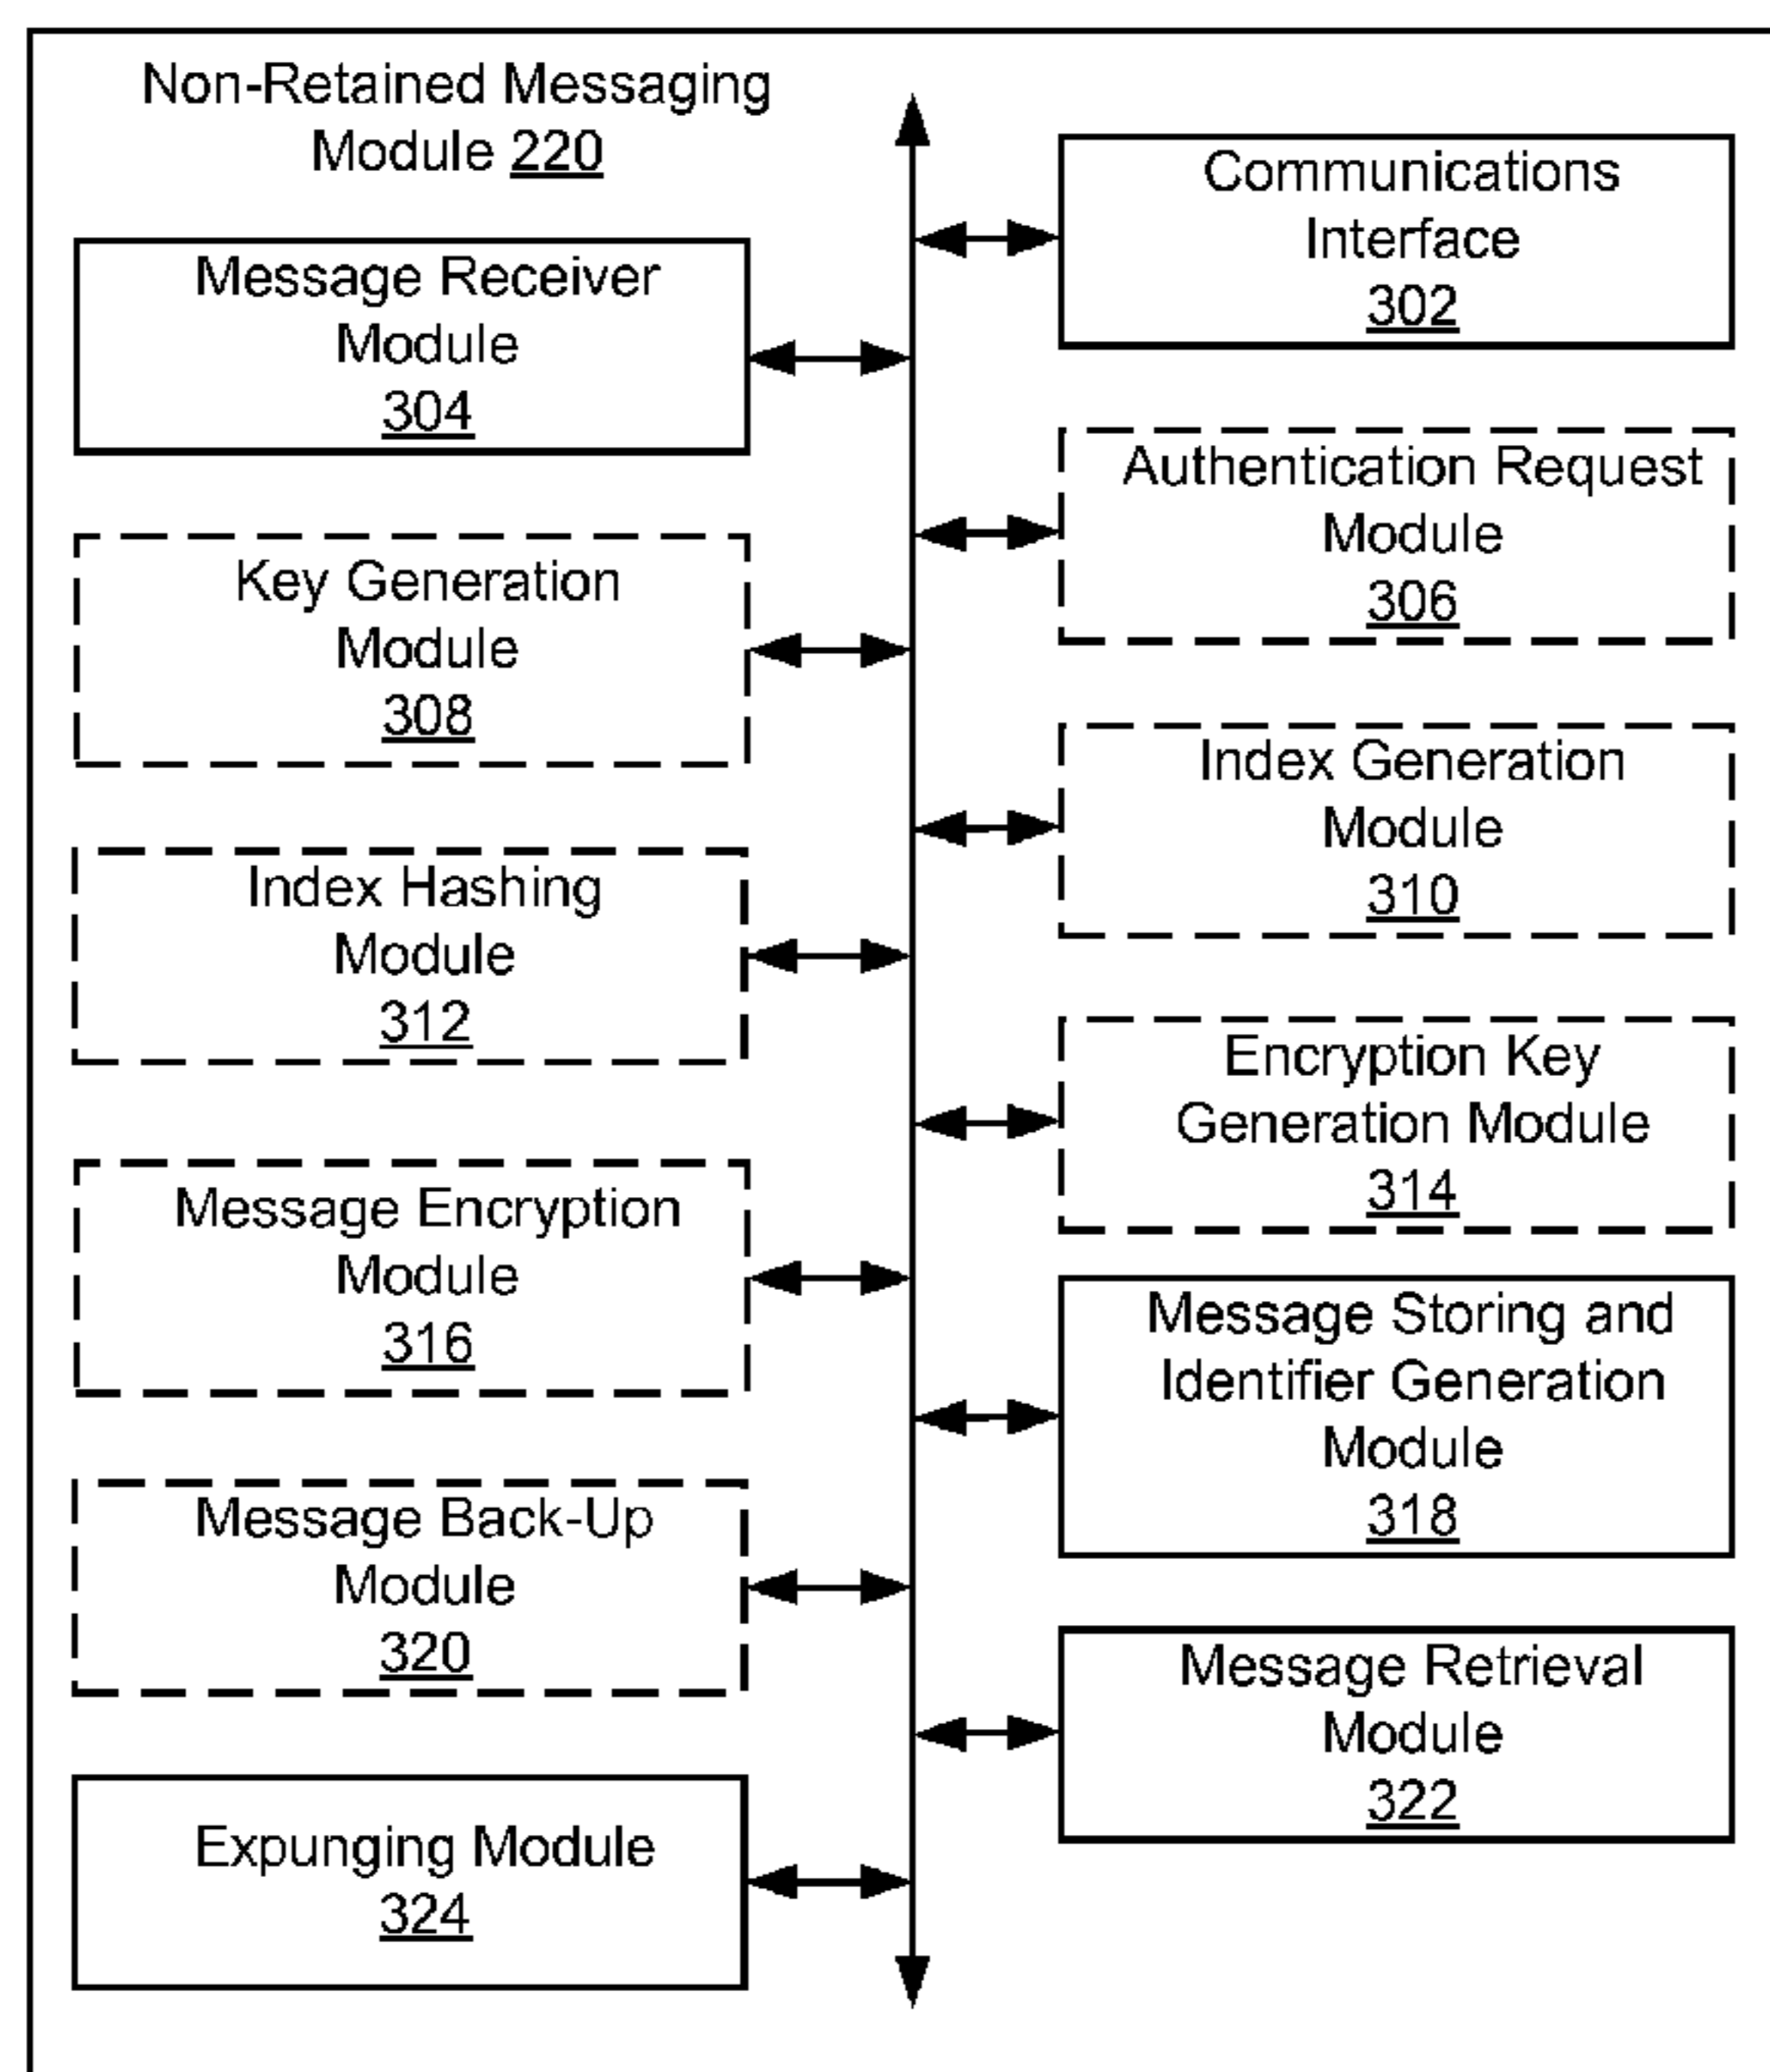 Non-Retained Messaging
Module 220
Communications
Interface
302
Message Receiver
Module
304
Authentication Request
Module
306
Key Generation
Module
308
Index Generation
Module
310
Index Hashing
Module
312
Encryption Key
Generation Module
314
Message Encryption
Module
316
Message Storing and
Identifier Generation
Module
318
Message Back-Up
Module
320
Message Retrieval
Module
322
Expunging Module
324